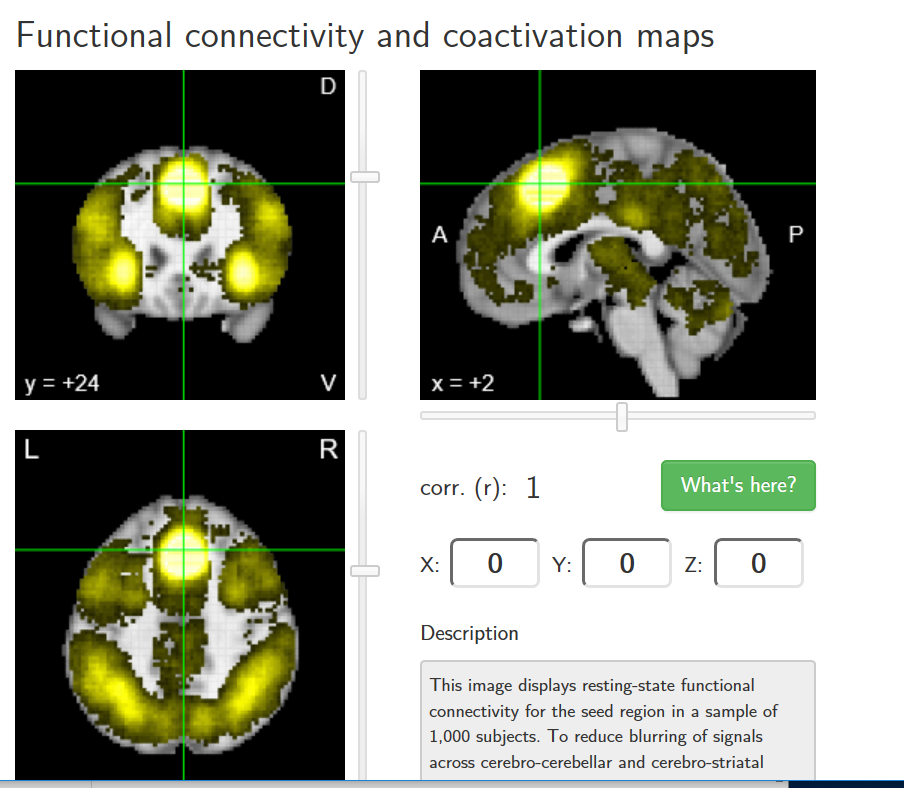 Functional connectivity and coactivation maps
D
y = +24
V
A
P
x = +2
L
R
corr. (r): 1
What's here?
X: 0 Y: 0 Z: 0
Description
This image displays resting-state functional
connectivity for the seed region in a sample of
1,000 subjects. To reduce blurring of signals
across cerebro-cerebellar and cerebro-striatal